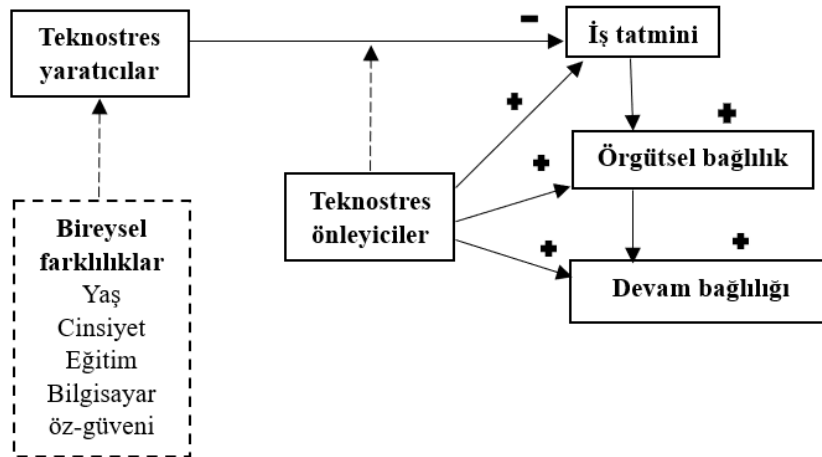 Teknostres
yaratıcılar
−
İş tatmini
+
+
Örgütsel bağlılık
+
Teknostres
önleyiciler
+
+
Devam bağlılığı
Bireysel
farklılıklar
Yaş
Cinsiyet
Eğitim
Bilgisayar
öz-güveni